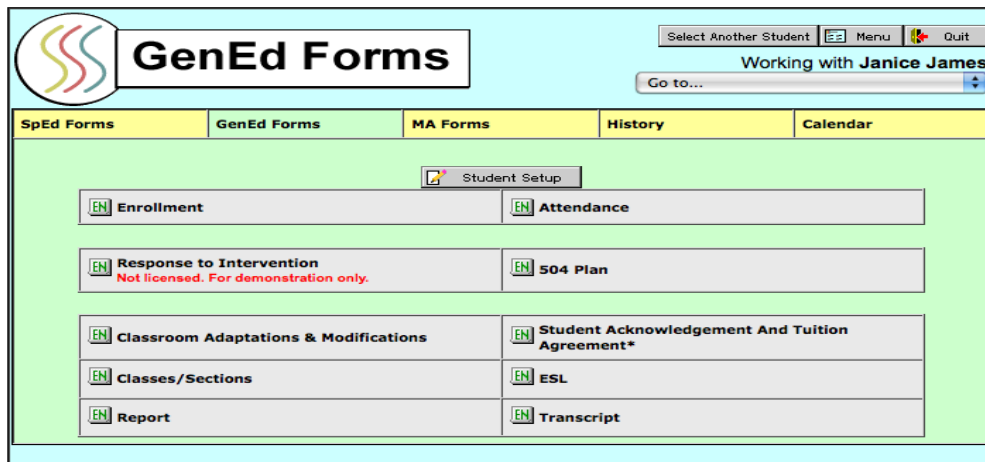 GenEd Forms
Select Another Student
Menu
Quit
Working with Janice James
Go to...
SpEd Forms
GenEd Forms
MA Forms
History
Calendar
Student Setup
EN Enrollment
EN Attendance
EN Response to Intervention
Not licensed. For demonstration only.
EN 504 Plan
EN Classroom Adaptations & Modifications
EN Student Acknowledgement And Tuition
Agreement*
EN Classes/Sections
EN ESL
EN Report
EN Transcript